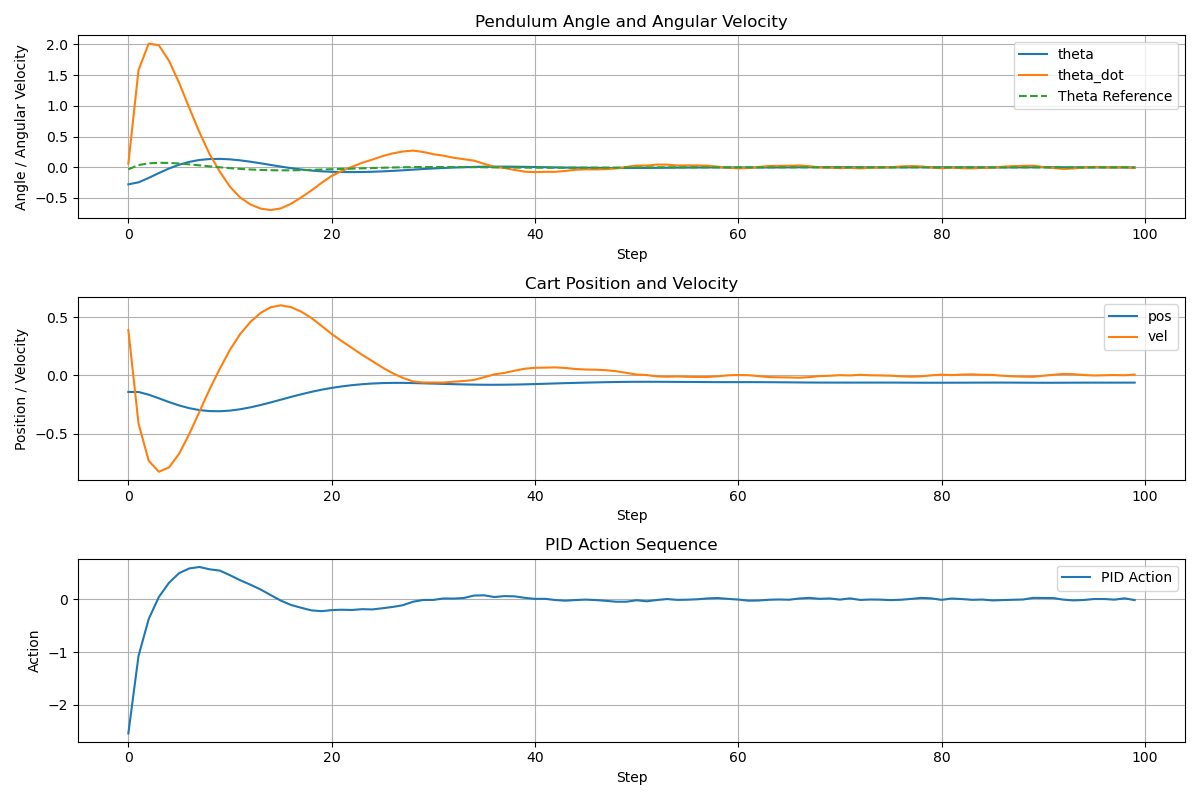 Pendulum Angle and Angular Velocity
Angle / Angular Velocity
2.0
1.5
1.0
0.5
0.0
−0.5
theta
theta_dot
Theta Reference
0 20 40 60 80 100
Step
Cart Position and Velocity
Position / Velocity
0.5
0.0
−0.5
pos
vel
0 20 40 60 80 100
Step
PID Action Sequence
Action
0
−1
−2
PID Action
0 20 40 60 80 100
Step